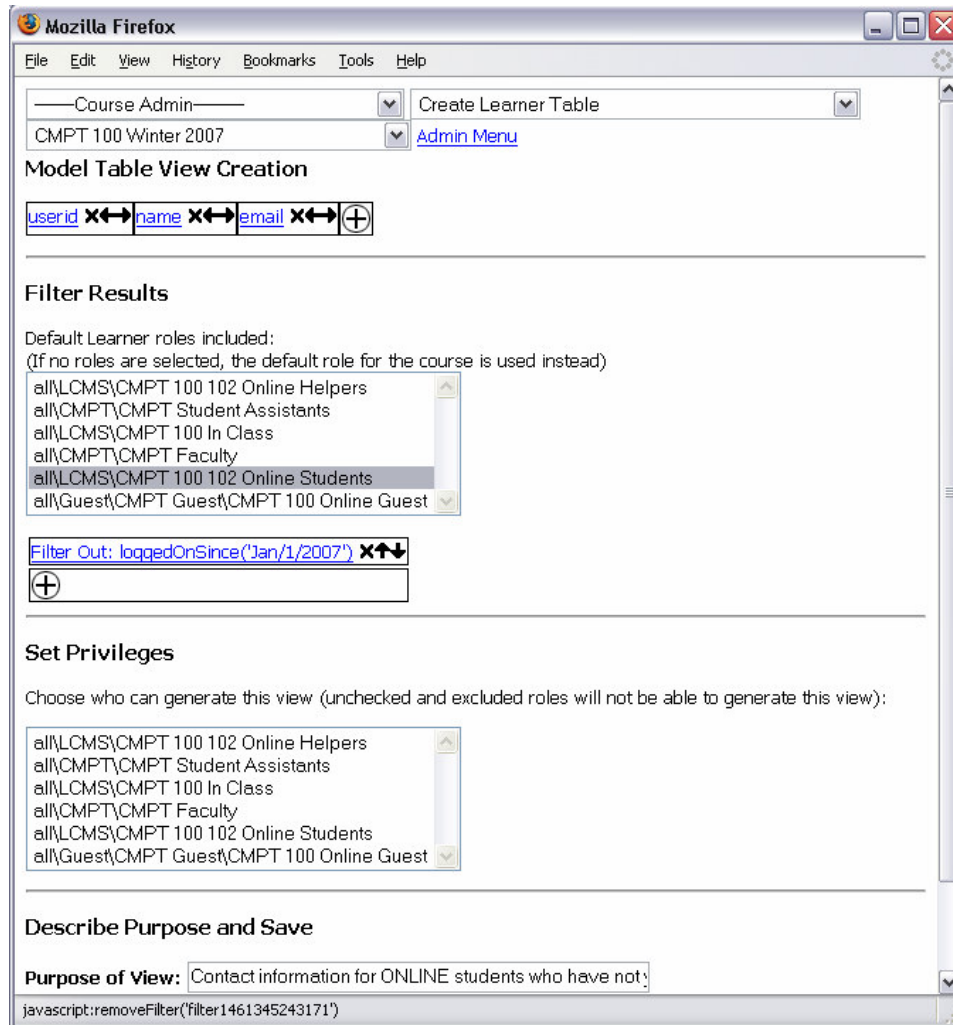 Mozilla Firefox
File Edit View History Bookmarks Tools Help
——Course Admin—— Create Learner Table
CMPT 100 Winter 2007 Admin Menu
Model Table View Creation
userid name email
Filter Results
Default Learner roles included:
(If no roles are selected, the default role for the course is used instead)
all\LCMS\CMPT 100 102 Online Helpers
all\CMPT\CMPT Student Assistants
all\LCMS\CMPT 100 In Class
all\CMPT\CMPT Faculty
all\LCMS\CMPT 100 102 Online Students
all\Guest\CMPT Guest\CMPT 100 Online Guest
Filter Out: loggedOnSince('Jan/1/2007')
Set Privileges
Choose who can generate this view (unchecked and excluded roles will not be able to generate this view):
all\LCMS\CMPT 100 102 Online Helpers
all\CMPT\CMPT Student Assistants
all\LCMS\CMPT 100 In Class
all\CMPT\CMPT Faculty
all\LCMS\CMPT 100 102 Online Students
all\Guest\CMPT Guest\CMPT 100 Online Guest
Describe Purpose and Save
Purpose of View: Contact information for ONLINE students who have not
javascript:removeFilter('filter1461345243171')